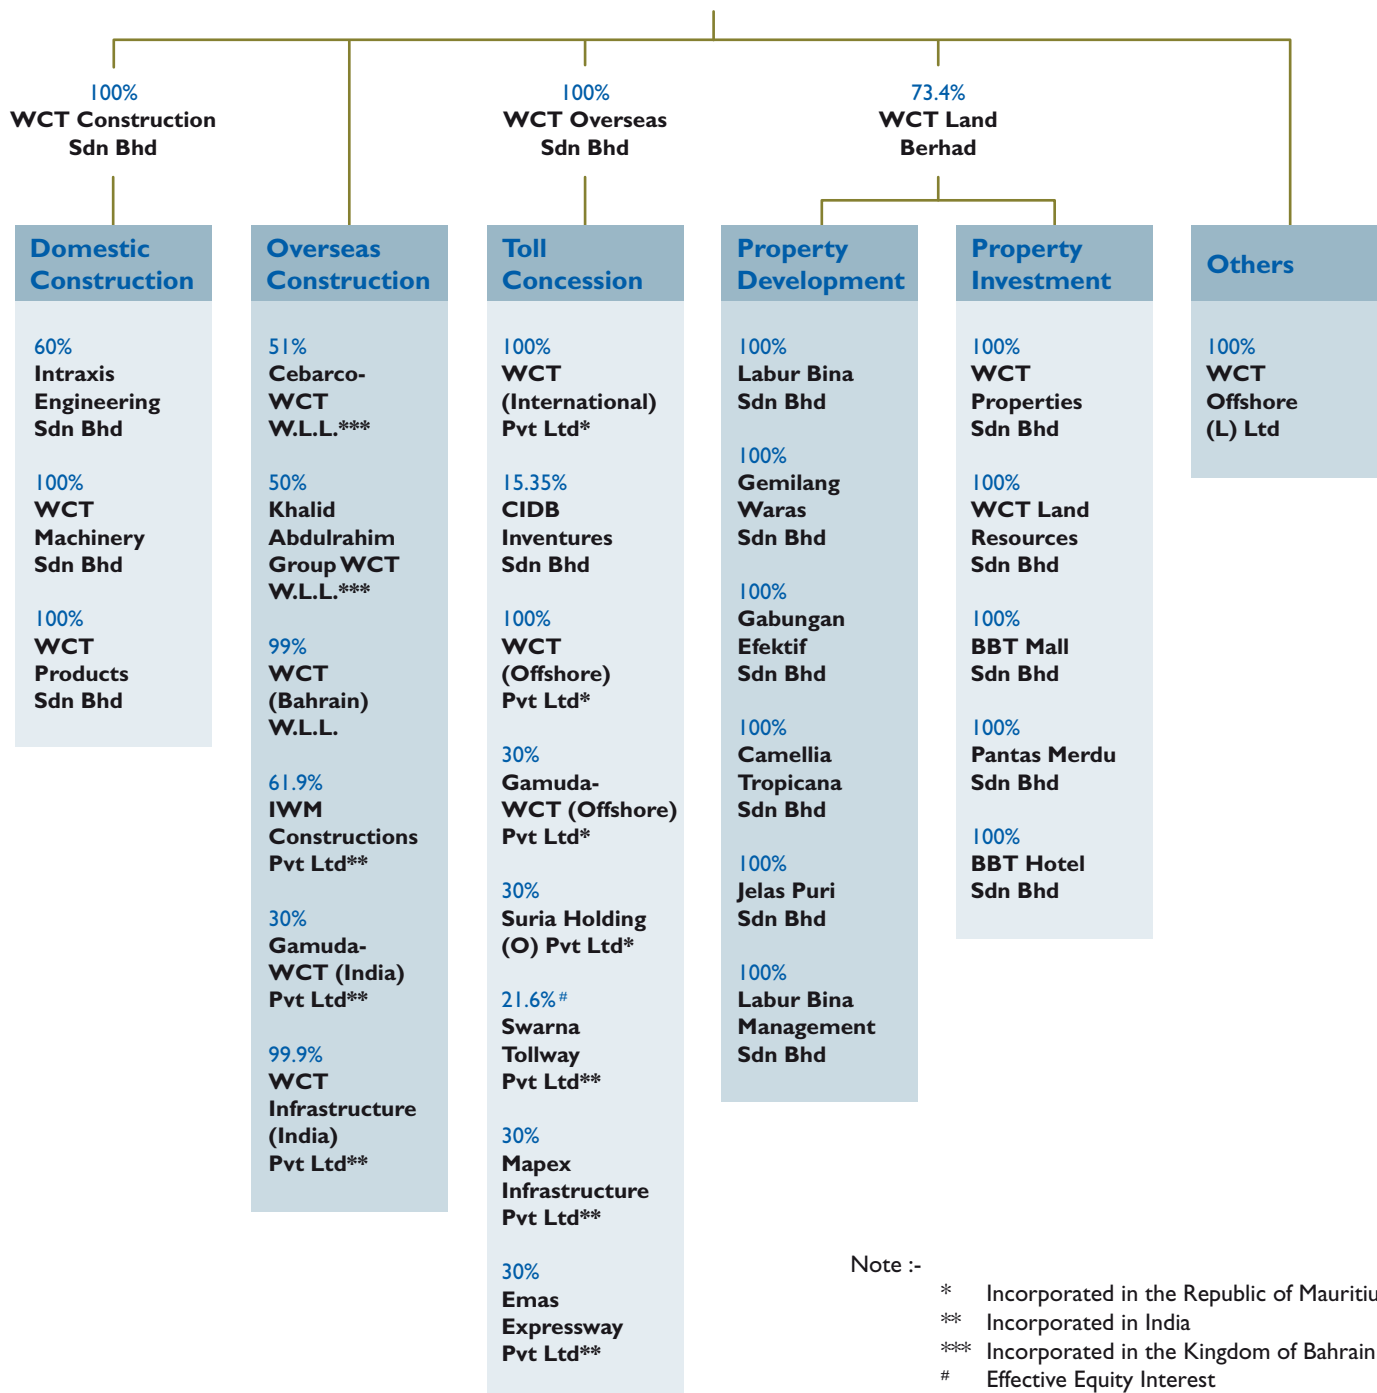 100%
WCT Construction
Sdn Bhd
100%
WCT Overseas
Sdn Bhd
73.4%
WCT Land
Berhad
Domestic
Construction
60%
Intraxis
Engineering
Sdn Bhd
100%
WCT
Machinery
Sdn Bhd
100%
WCT
Products
Sdn Bhd
Overseas
Construction
51%
Cebarco-
WCT
W.L.L.***
50%
Khalid
Abdulrahim
Group WCT
W.L.L.***
99%
WCT
(Bahrain)
W.L.L.
61.9%
IWM
Constructions
Pvt Ltd**
30%
Gamuda-
WCT (India)
Pvt Ltd**
99.9%
WCT
Infrastructure
(India)
Pvt Ltd**
Toll
Concession
100%
WCT
(International)
Pvt Ltd*
15.35%
CIDB
Inventures
Sdn Bhd
100%
WCT
(Offshore)
Pvt Ltd*
30%
Gamuda-
WCT (Offshore)
Pvt Ltd*
30%
Suria Holding
(O) Pvt Ltd*
21.6% #
Swarna
Tollway
Pvt Ltd**
30%
Mapex
Infrastructure
Pvt Ltd**
30%
Emas
Expressway
Pvt Ltd**
Property
Development
100%
Labur Bina
Sdn Bhd
100%
Gemilang
Waras
Sdn Bhd
100%
Gabungan
Efektif
Sdn Bhd
100%
Camellia
Tropicana
Sdn Bhd
100%
Jelas Puri
Sdn Bhd
100%
Labur Bina
Management
Sdn Bhd
Property
Investment
100%
WCT
Properties
Sdn Bhd
100%
WCT Land
Resources
Sdn Bhd
100%
BBT Mall
Sdn Bhd
100%
Pantas Merdu
Sdn Bhd
100%
BBT Hotel
Sdn Bhd
Others
100%
WCT
Offshore
(L) Ltd
Note :-
* Incorporated in the Republic of Mauritiu
** Incorporated in India
*** Incorporated in the Kingdom of Bahrain
# Effective Equity Interest